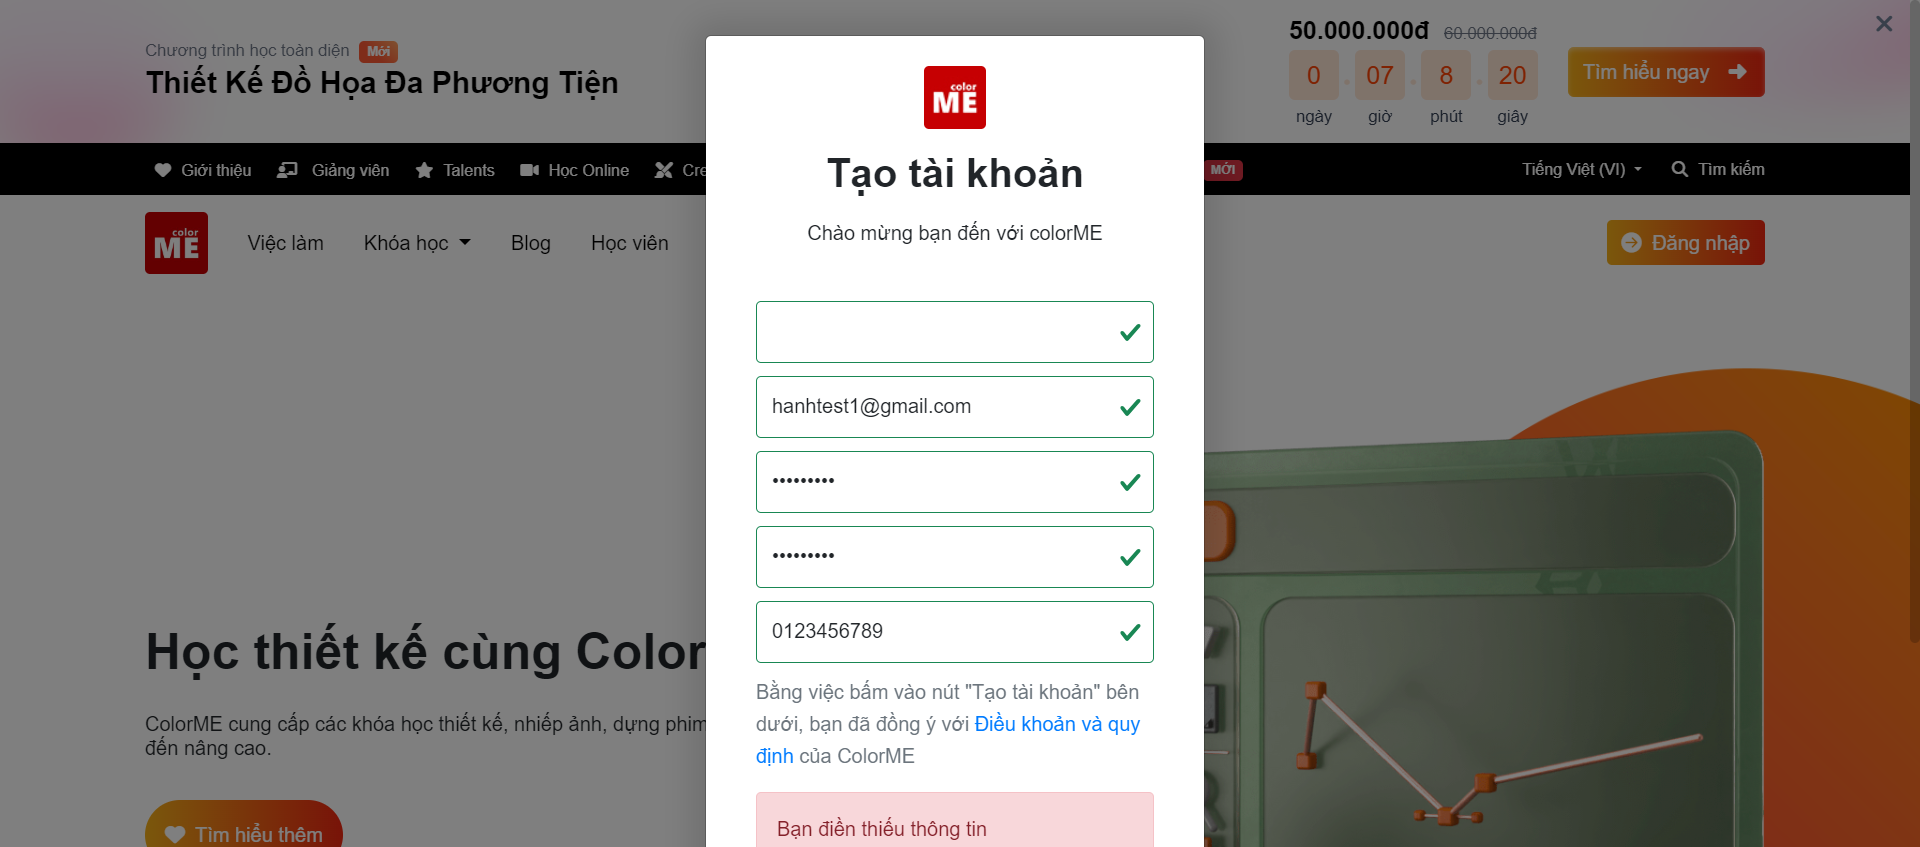 Chương trình học toàn diện Mới
Thiết Kế Đồ Họa Đa Phương Tiện
50.000.000đ 60.000.000đ
0 07 8 20
ngày giờ phút giây
Tìm hiểu ngay
Giới thiệu Giảng viên Talents Học Online Cre
MỚI
Tiếng Việt (VI) Tìm kiếm
color
ME
Việc làm Khóa học Blog Học viên
Đăng nhập
color
ME
Tạo tài khoản
Chào mừng bạn đến với colorME
hanhtest1@gmail.com
•••••••••
•••••••••
0123456789
Bằng việc bấm vào nút "Tạo tài khoản" bên
dưới, bạn đã đồng ý với Điều khoản và quy
định của ColorME
Bạn điền thiếu thông tin
Học thiết kế cùng Color
ColorME cung cấp các khóa học thiết kế, nhiếp ảnh, dựng phim
đến nâng cao.
Tìm hiểu thêm